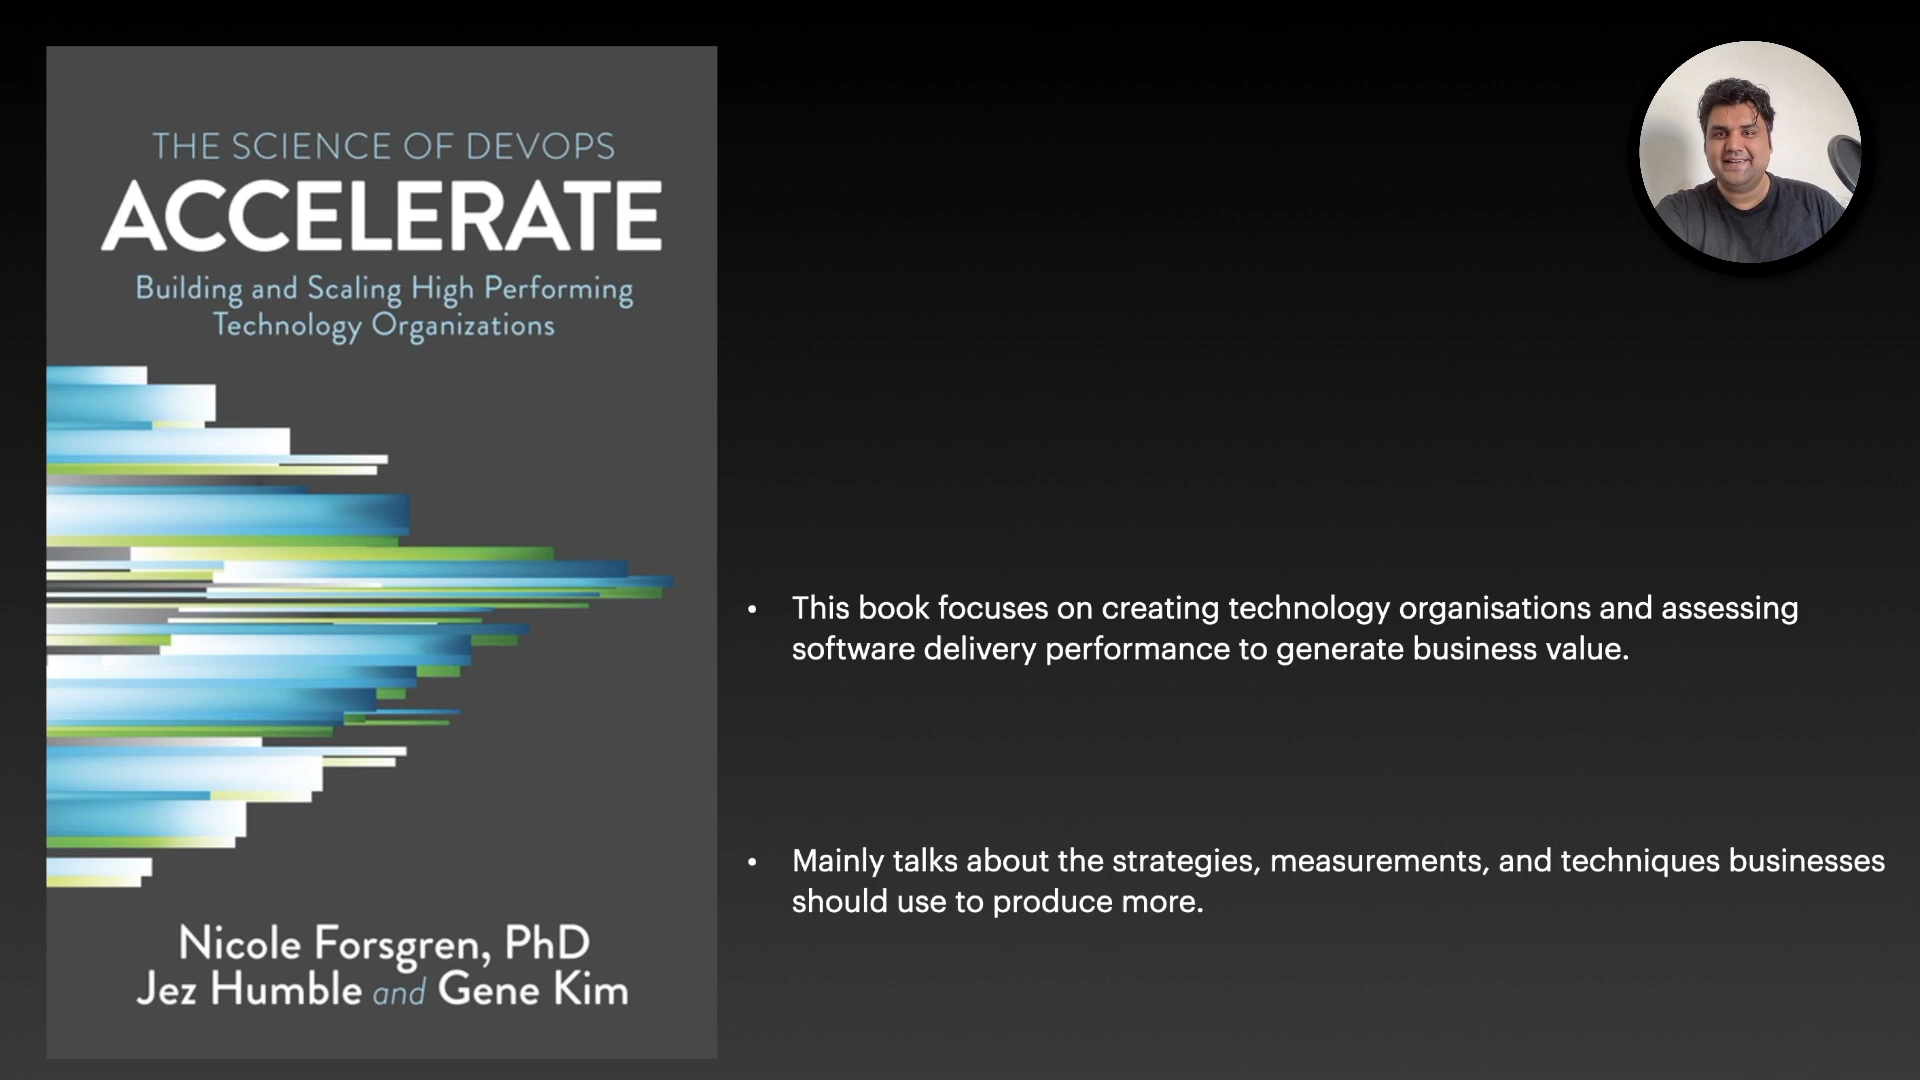 THE SCIENCE OF DEVOPS
ACCELERATE
Building and Scaling High Performing
Technology Organizations
Nicole Forsgren, PhD
Jez Humble and Gene Kim
• This book focuses on creating technology organisations and assessing
software delivery performance to generate business value.
• Mainly talks about the strategies, measurements, and techniques businesses
should use to produce more.